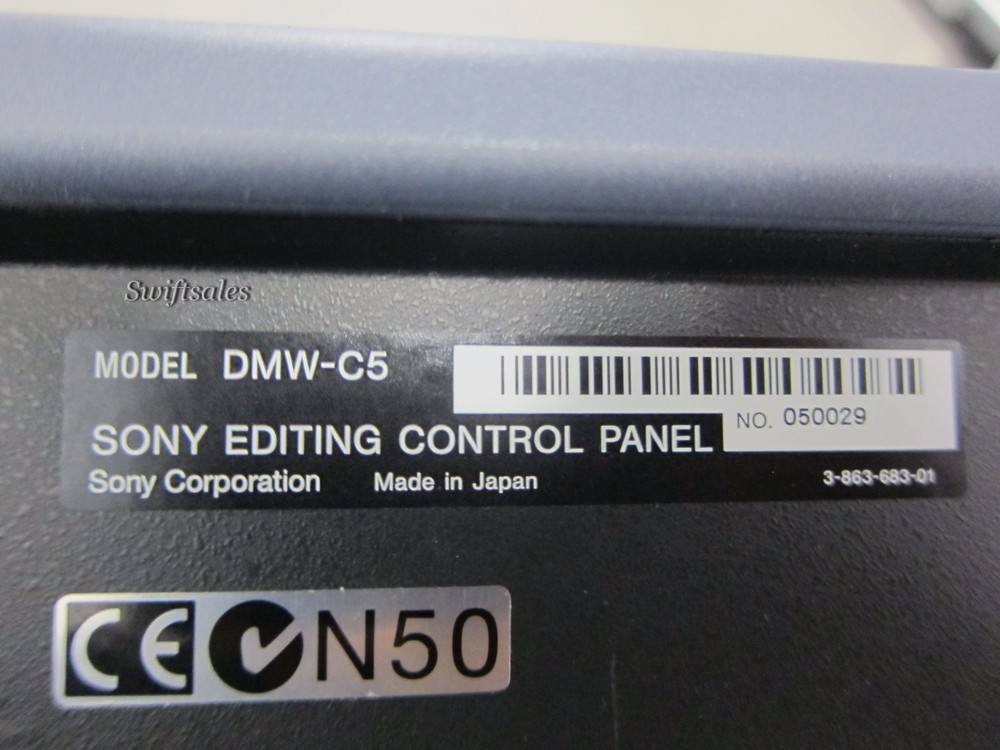 Swiftsales
MODEL DMW-C5
NO. 050029
SONY EDITING CONTROL PANEL
Sony Corporation Made in Japan 3-863-683-01
CE N50